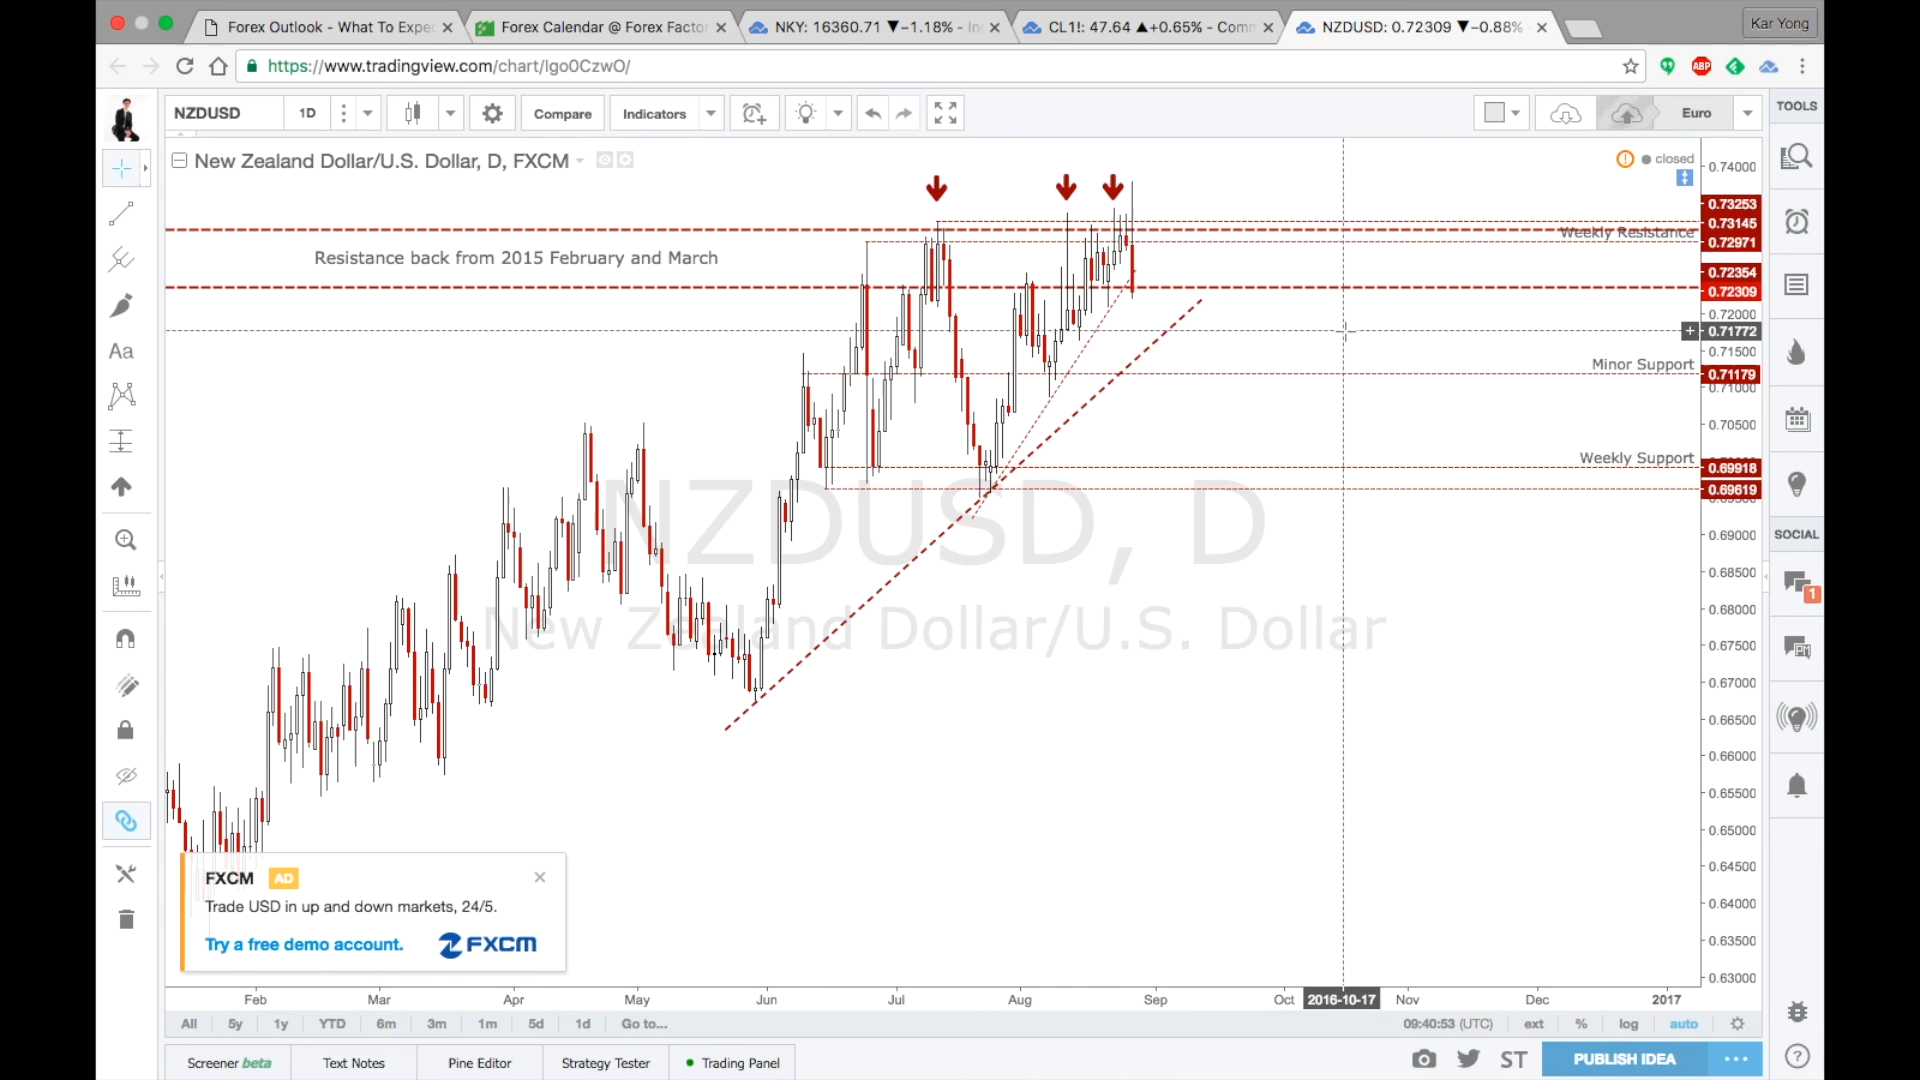 Forex Outlook - What To Expec
Forex Calendar @ Forex Factor
NKY: 16360.71 ▼−1.18% - In
CL1!: 47.64 ▲+0.65% - Comm
NZDUSD: 0.72309 ▼−0.88%
Kar Yong
https://www.tradingview.com/chart/Igo0CzwO/
ABP
NZDUSD
1D
Compare
Indicators
Euro
TOOLS
New Zealand Dollar/U.S. Dollar, D, FXCM
closed
0.74000
0.73253
0.73145
Weekly Resistance
0.72971
Resistance back from 2015 February and March
0.72354
0.72309
0.72000
0.71772
0.71500
Minor Support
0.71179
0.71000
0.70500
Weekly Support
0.69918
0.69619
NZDUSD, D
0.69000
SOCIAL
0.68500
1
0.68000
New Zealand Dollar/U.S. Dollar
0.67500
PM
0.67000
0.66500
0.66000
0.65500
0.65000
0.64500
0.64000
0.63500
0.63000
FXCM AD
Trade USD in up and down markets, 24/5.
Try a free demo account.
FXCM
Feb Mar Apr May Jun Jul Aug Sep Oct 2016-10-17 Nov Dec 2017
All 5y 1y YTD 6m 3m 1m 5d 1d Go to...
09:40:53 (UTC) ext % log auto
Screener beta
Text Notes
Pine Editor
Strategy Tester
Trading Panel
ST
PUBLISH IDEA
Aa